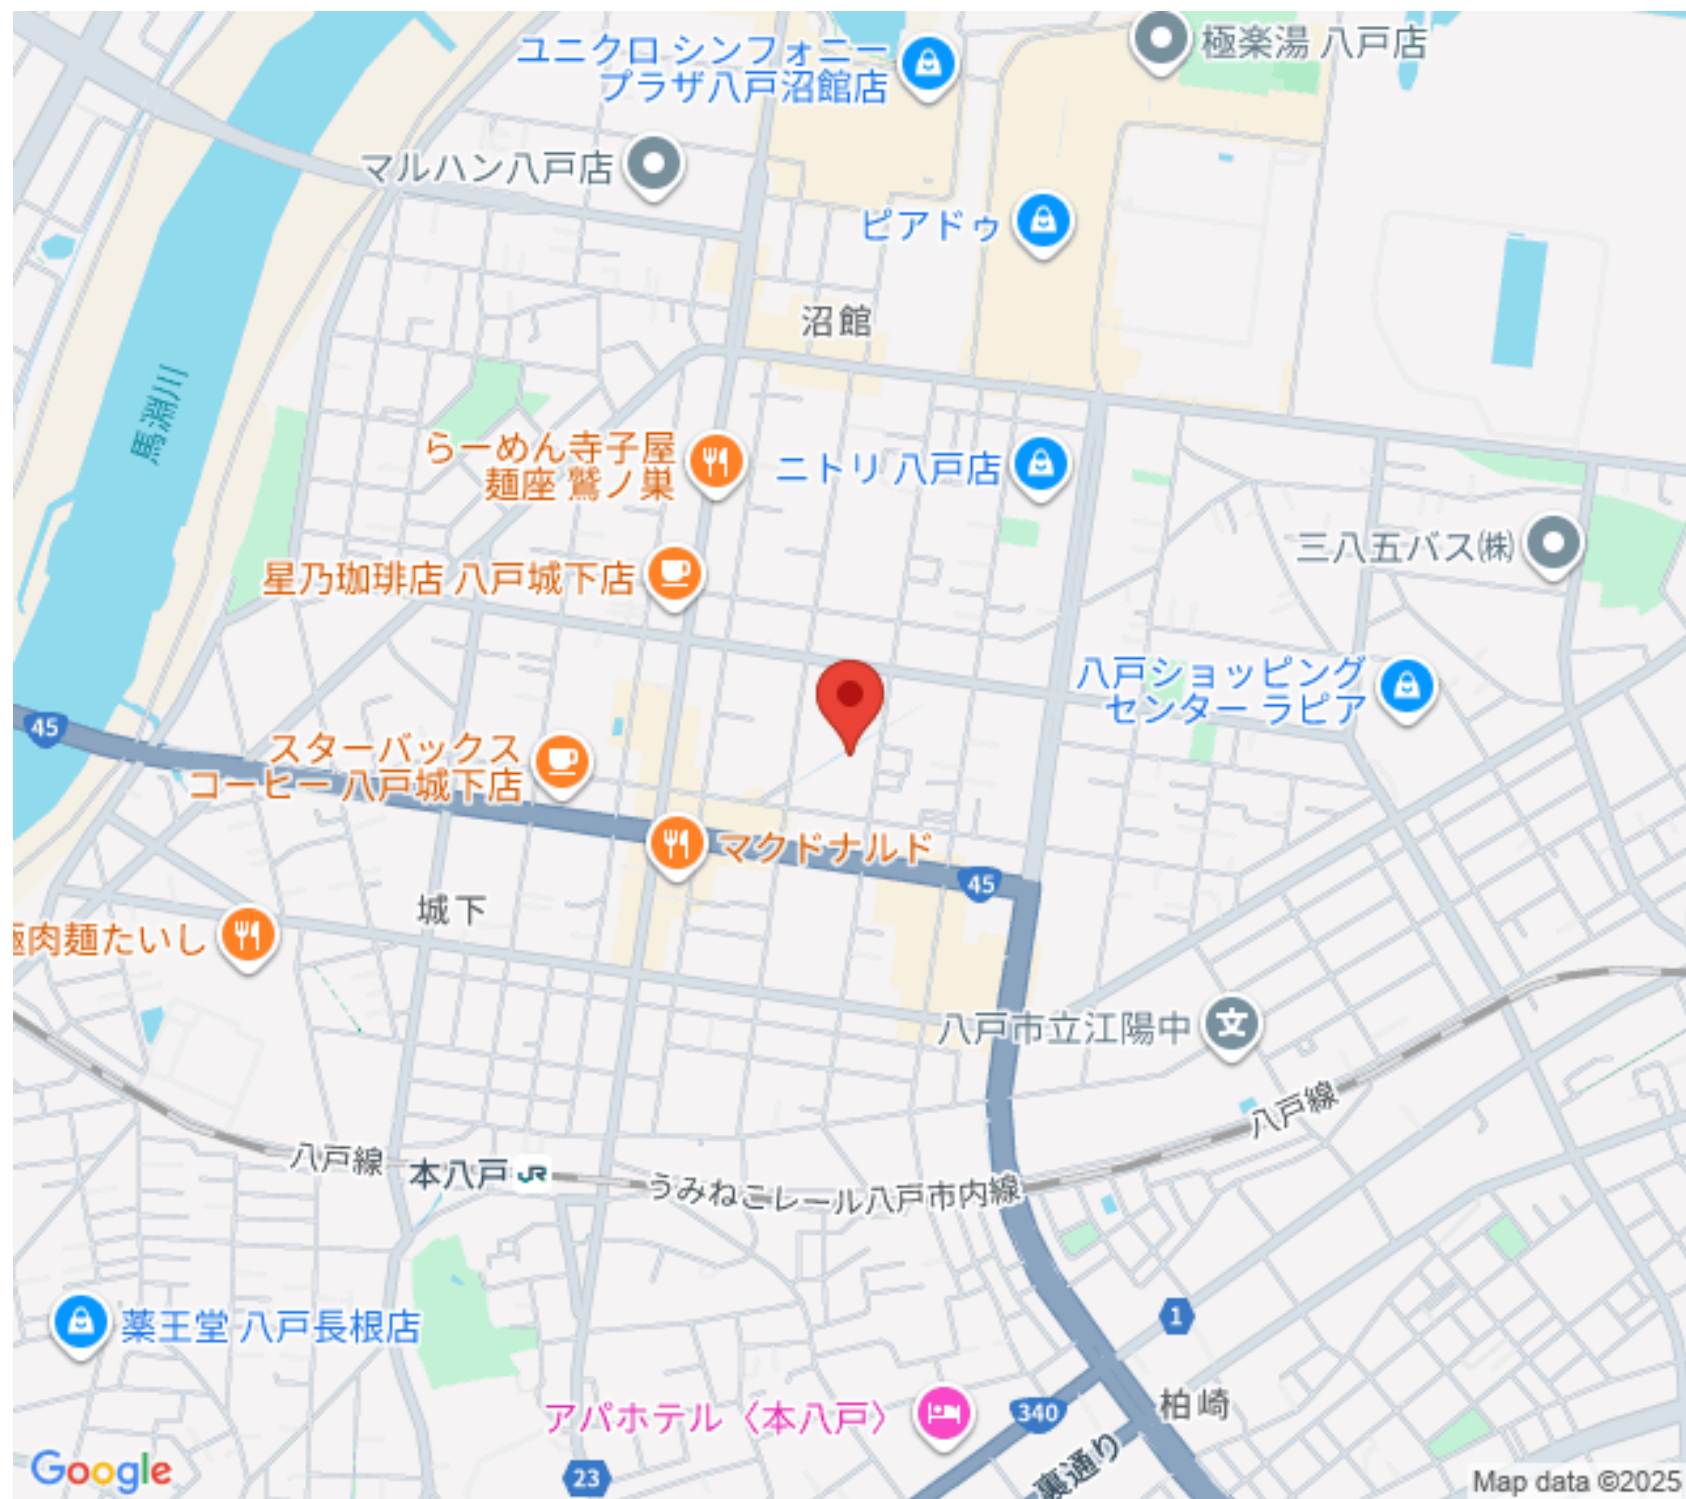 ユニクロ シンフォニー
プラザ八戸沼館店
極楽湯 八戸店
マルハン八戸店
ピアドゥ
沼館
馬淵川
らーめん寺子屋
麺座 鷲ノ巣
ニトリ 八戸店
三八五バス㈱
星乃珈琲店 八戸城下店
八戸ショッピング
センター ラピア
45
スターバックス
コーヒー 八戸城下店
マクドナルド
45
城下
極肉麺たいし
八戸市立江陽中
八戸線
八戸線
本八戸 JR
うみねこレール八戸市内線
薬王堂 八戸長根店
1
アパホテル〈本八戸〉
340
柏崎
裏通り
23
Google
Map data ©2025